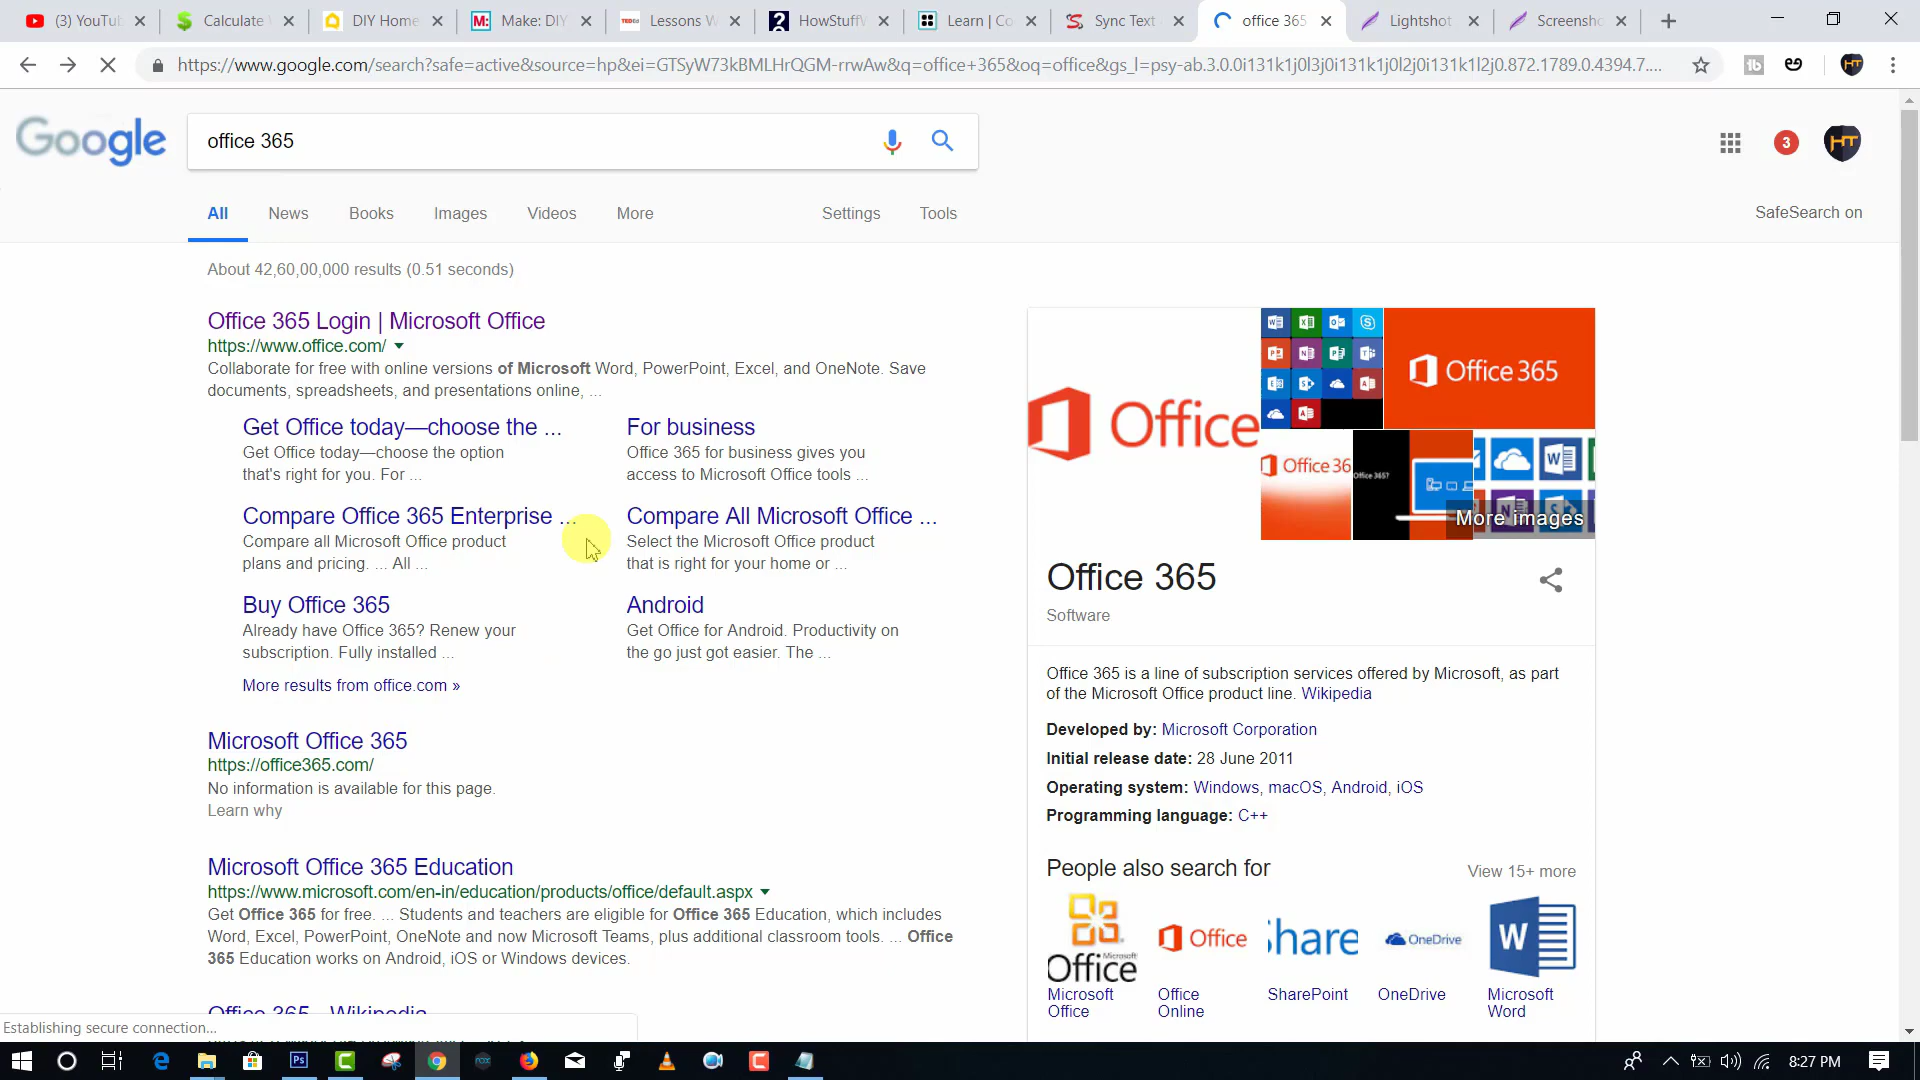 (3) YouTub
Calculate
DIY Home
Make: DIY
Lessons W
HowStuffW
Learn | Co
Sync Text
office 365
Lightshot
Screensho
https://www.google.com/search?safe=active&source=hp&ei=GTSyW73kBMLHrQGM-rrwAw&q=office+365&oq=office&gs_l=psy-ab.3.0.0i131k1j0l3j0i131k1j0l2j0i131k1l2j0.872.1789.0.4394.7....
Google
office 365
3
HT
All
News
Books
Images
Videos
More
Settings
Tools
SafeSearch on
About 42,60,00,000 results (0.51 seconds)
Office 365 Login | Microsoft Office
https://www.office.com/
Collaborate for free with online versions of Microsoft Word, PowerPoint, Excel, and OneNote. Save
documents, spreadsheets, and presentations online, ...
Get Office today—choose the ...
Get Office today—choose the option
that's right for you. For ...
For business
Office 365 for business gives you
access to Microsoft Office tools ...
Compare Office 365 Enterprise ...
Compare all Microsoft Office product
plans and pricing. ... All ...
Compare All Microsoft Office ...
Select the Microsoft Office product
that is right for your home or ...
Buy Office 365
Already have Office 365? Renew your
subscription. Fully installed ...
Android
Get Office for Android. Productivity on
the go just got easier. The ...
More results from office.com »
Microsoft Office 365
https://office365.com/
No information is available for this page.
Learn why
Microsoft Office 365 Education
https://www.microsoft.com/en-in/education/products/office/default.aspx
Get Office 365 for free. ... Students and teachers are eligible for Office 365 Education, which includes
Word, Excel, PowerPoint, OneNote and now Microsoft Teams, plus additional classroom tools. ... Office
365 Education works on Android, iOS or Windows devices.
Office 365 - Wikipedia
Office
Office 365
Office 36
Office 365?
More images
Office 365
Software
Office 365 is a line of subscription services offered by Microsoft, as part
of the Microsoft Office product line. Wikipedia
Developed by: Microsoft Corporation
Initial release date: 28 June 2011
Operating system: Windows, macOS, Android, iOS
Programming language: C++
People also search for
View 15+ more
Microsoft
Office
Office
Share
OneDrive
W
Microsoft
Office
Office
Online
SharePoint
OneDrive
Microsoft
Word
Establishing secure connection...
8:27 PM